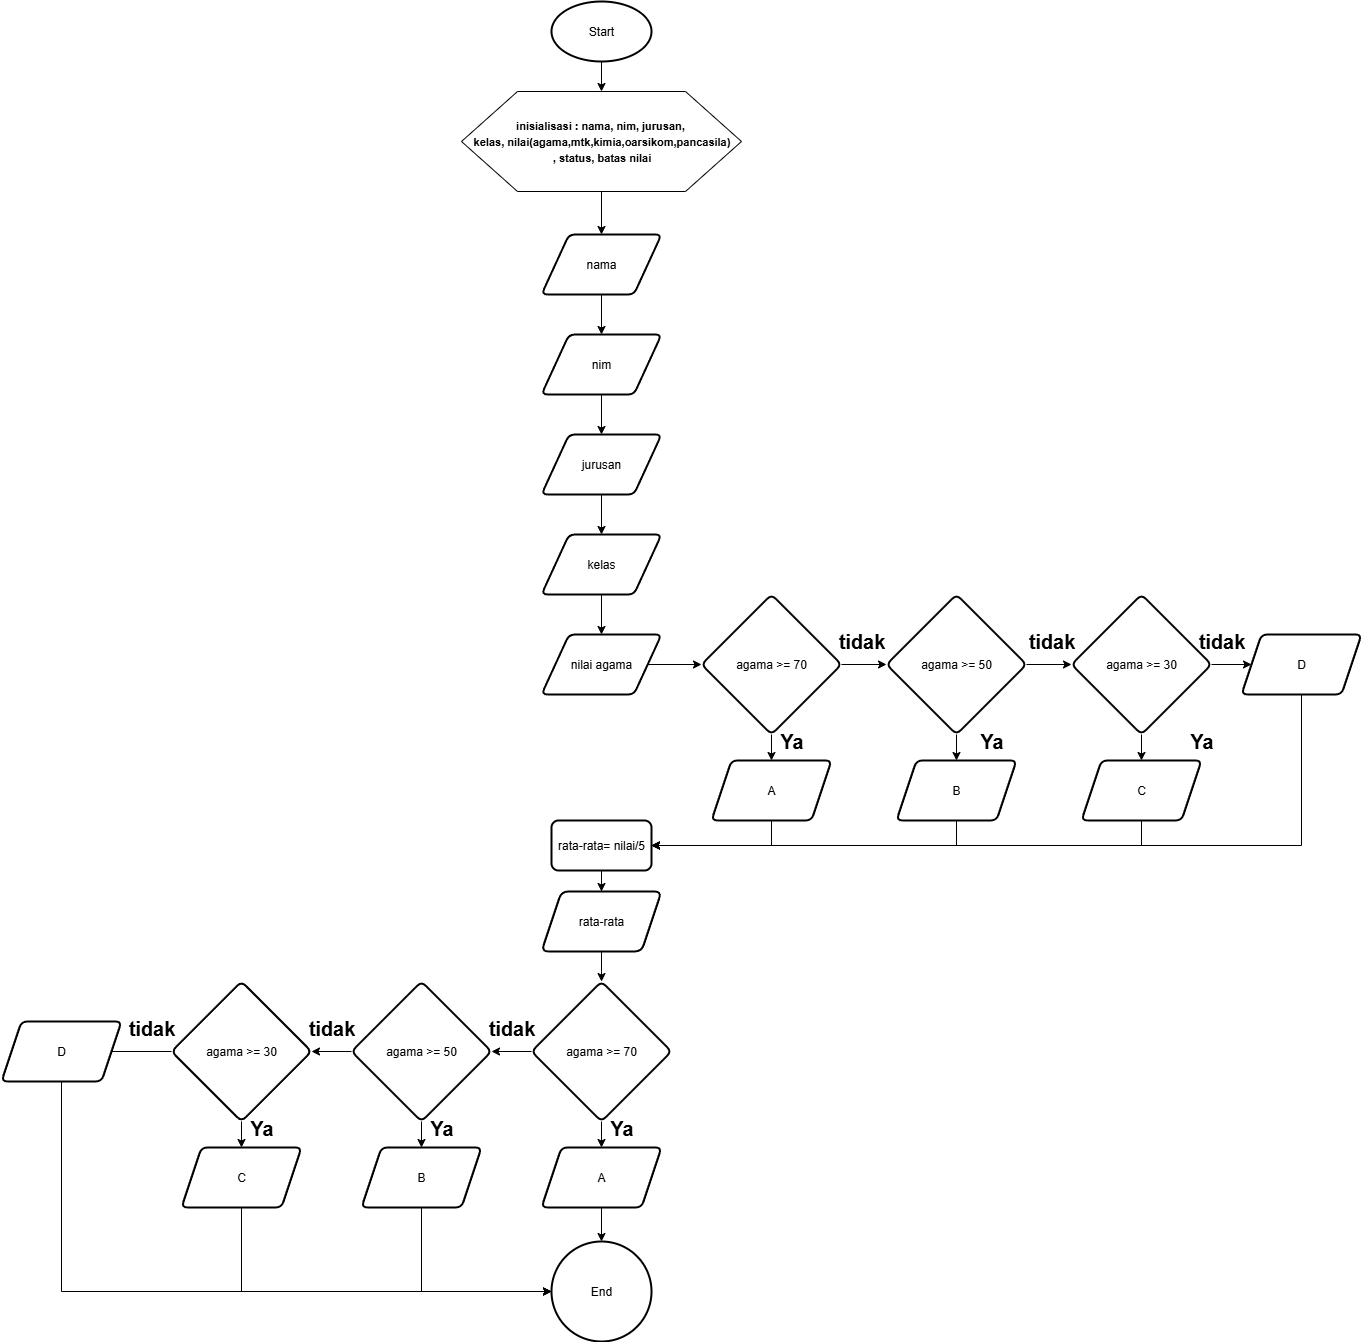 Start
inisialisasi : nama, nim, jurusan,
kelas, nilai(agama,mtk,kimia,oarsikom,pancasila)
, status, batas nilai
nama
nim
jurusan
kelas
nilai agama
agama >= 70
tidak
agama >= 50
tidak
agama >= 30
tidak
D
Ya
Ya
Ya
A
B
C
rata-rata= nilai/5
rata-rata
D
tidak
agama >= 30
tidak
agama >= 50
tidak
agama >= 70
Ya
Ya
Ya
C
B
A
End